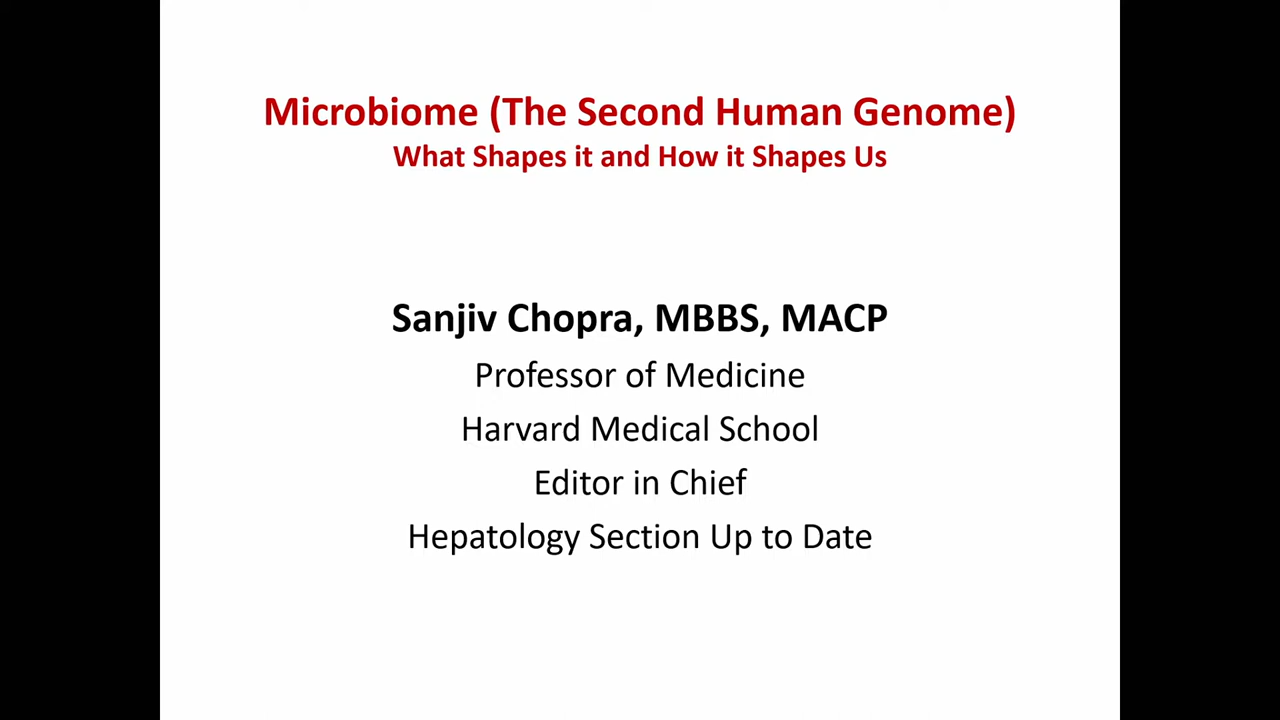 Microbiome (The Second Human Genome)
What Shapes it and How it Shapes Us
Sanjiv Chopra, MBBS, MACP
Professor of Medicine
Harvard Medical School
Editor in Chief
Hepatology Section Up to Date